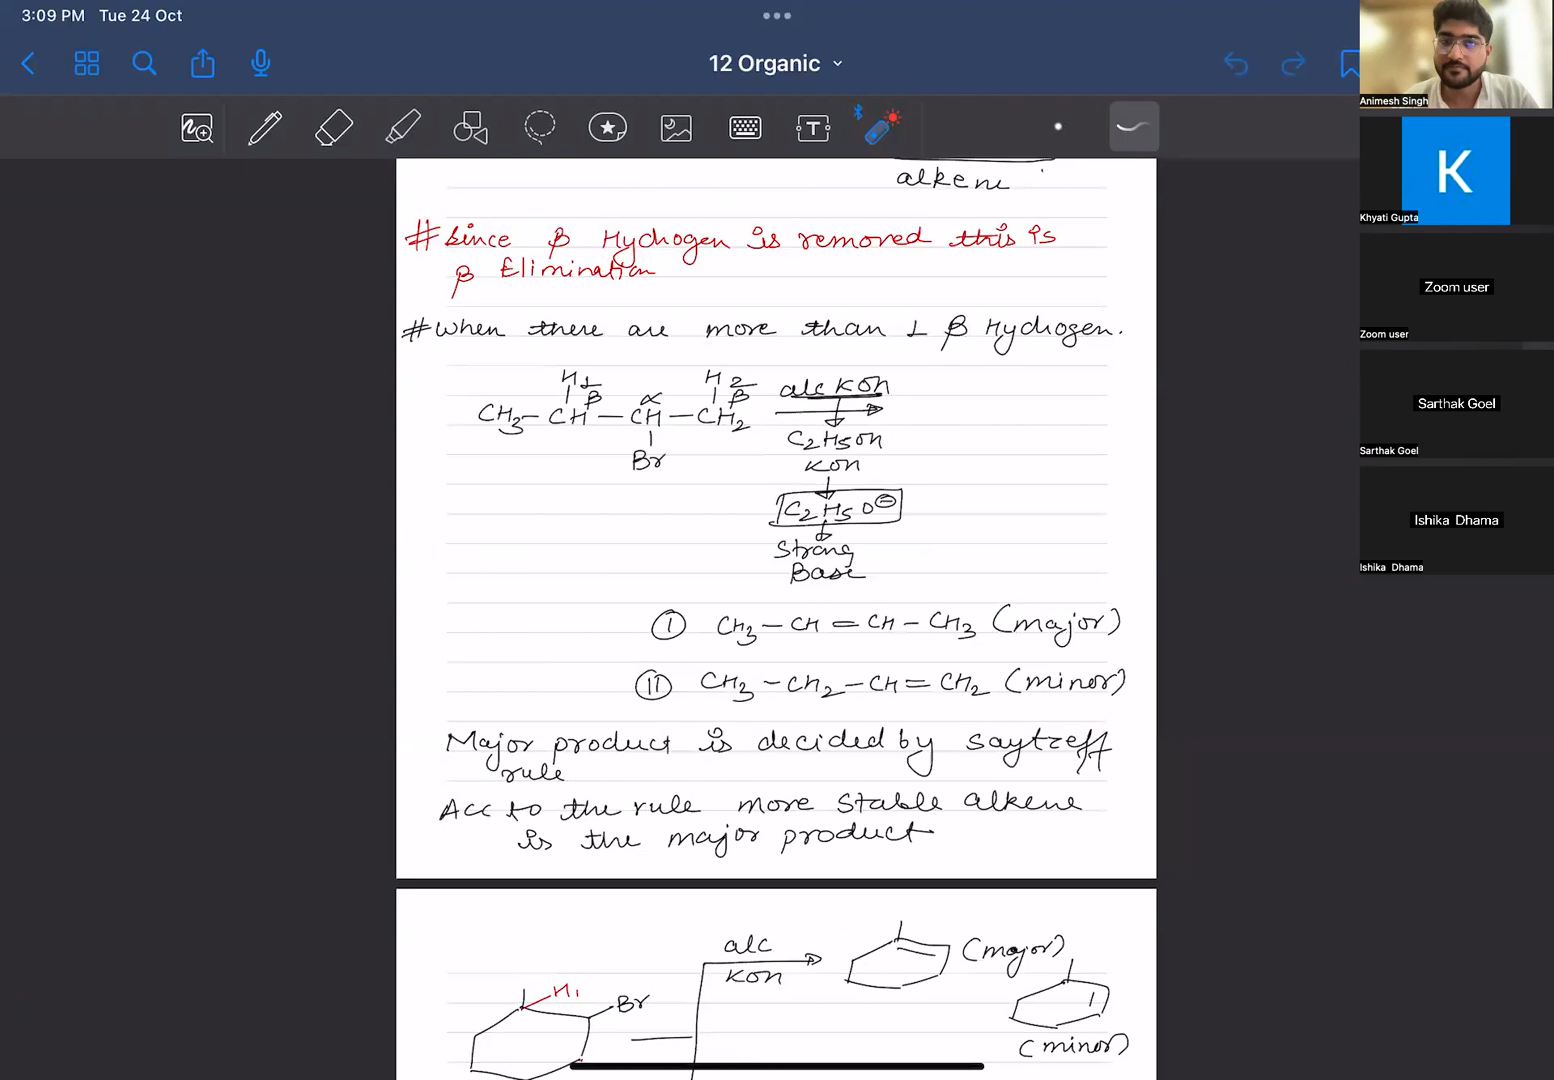 3:09 PM Tue 24 Oct
12 Organic
T
Animesh Singh
K
Khyati Gupta
Zoom user
Zoom user
Sarthak Goel
Sarthak Goel
Ishika Dhama
Ishika Dhama
alkene
# Since β Hydrogen is removed this is
β Elimination
# When there are more than 1 β Hydrogen.
H 1 H 2
β α β
CH3 — CH — CH — CH2
Br
alc KOH
C2H5OH
KOH
C2H5O⊖
Strong
Base
I CH3 — CH = CH — CH3 (major)
II CH3 — CH2 — CH = CH2 (minor)
Major product is decided by Saytzeff
rule
Acc to the rule more stable alkene
is the major product
alc
KOH
(major)
H1
Br
(minor)